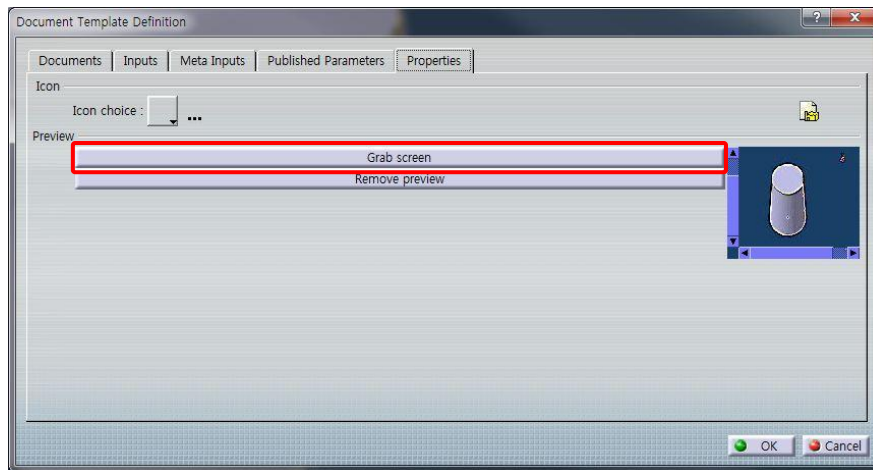 Document Template Definition
Documents Inputs Meta Inputs Published Parameters Properties
Icon
Icon choice : ...
Preview
Grab screen
Remove preview
OK Cancel